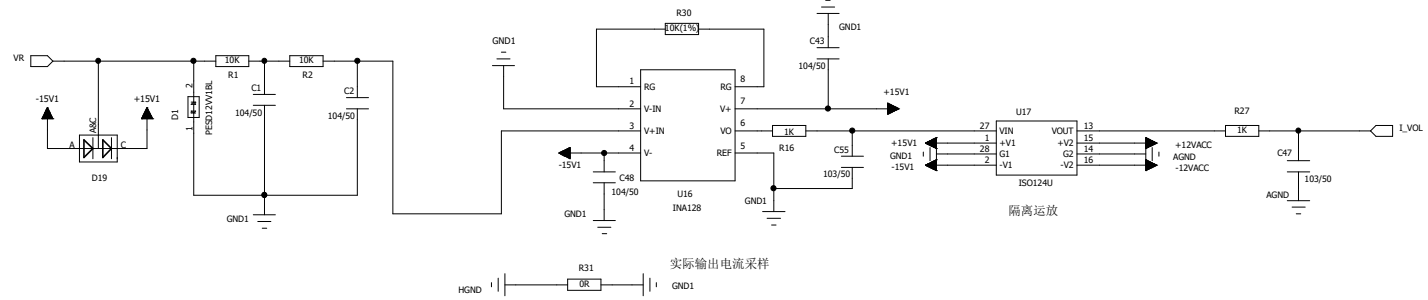 R30
10K(1%)
GND1
C43
104/50
GND1
VR
10K
R1
10K
R2
-15V1
+15V1
A&C
A
C
D19
2
D1
1
PESD12VV1BL
C1
104/50
C2
104/50
GND1
1
RG
RG
8
2
V-IN
V+
7
+15V1
3
V+IN
VO
6
4
V-
REF
5
-15V1
C48
104/50
GND1
U16
INA128
1K
R16
C55
103/50
GND1
U17
27
VIN
VOUT
13
+15V1
1
+V1
+V2
15
+12VACC
GND1
28
G1
G2
14
AGND
-15V1
2
-V1
-V2
16
-12VACC
ISO124U
隔离运放
R27
1K
I_VOL
C47
103/50
AGND
实际输出电流采样
HGND
R31
0R
GND1